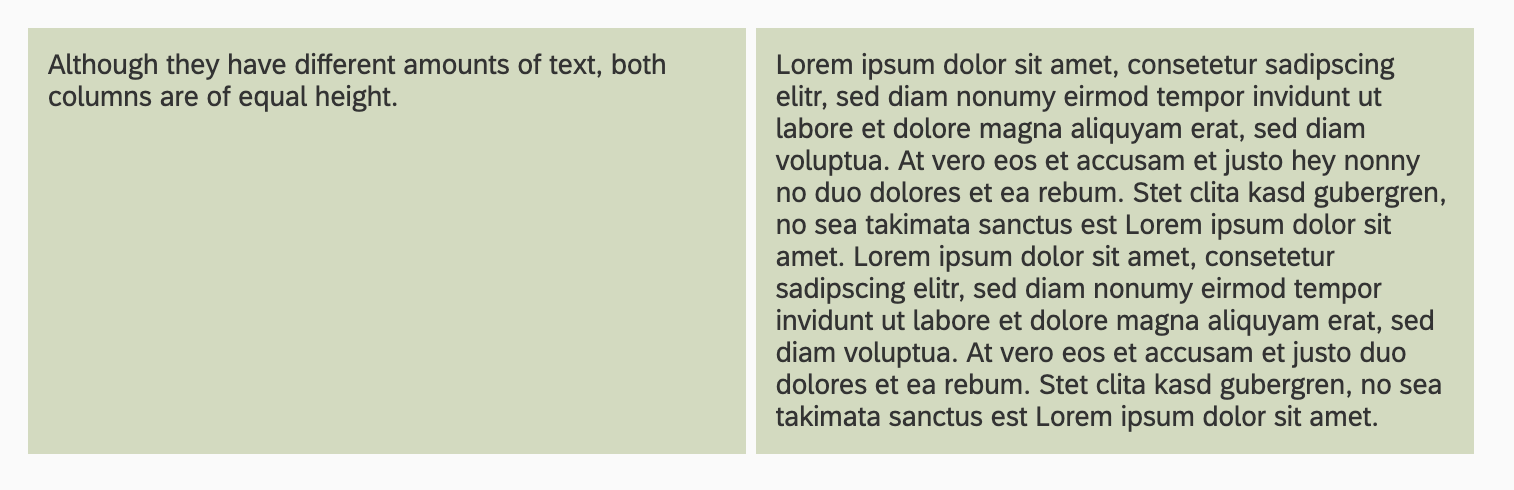 Although they have different amounts of text, both
columns are of equal height.
Lorem ipsum dolor sit amet, consetetur sadipscing
elitr, sed diam nonumy eirmod tempor invidunt ut
labore et dolore magna aliquyam erat, sed diam
voluptua. At vero eos et accusam et justo hey nonny
no duo dolores et ea rebum. Stet clita kasd gubergren,
no sea takimata sanctus est Lorem ipsum dolor sit
amet. Lorem ipsum dolor sit amet, consetetur
sadipscing elitr, sed diam nonumy eirmod tempor
invidunt ut labore et dolore magna aliquyam erat, sed
diam voluptua. At vero eos et accusam et justo duo
dolores et ea rebum. Stet clita kasd gubergren, no sea
takimata sanctus est Lorem ipsum dolor sit amet.